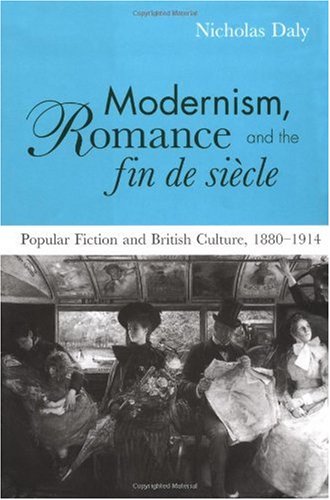 Nicholas Daly
Modernism,
Romance and the
fin de siècle
Popular Fiction and British Culture, 1880–1914